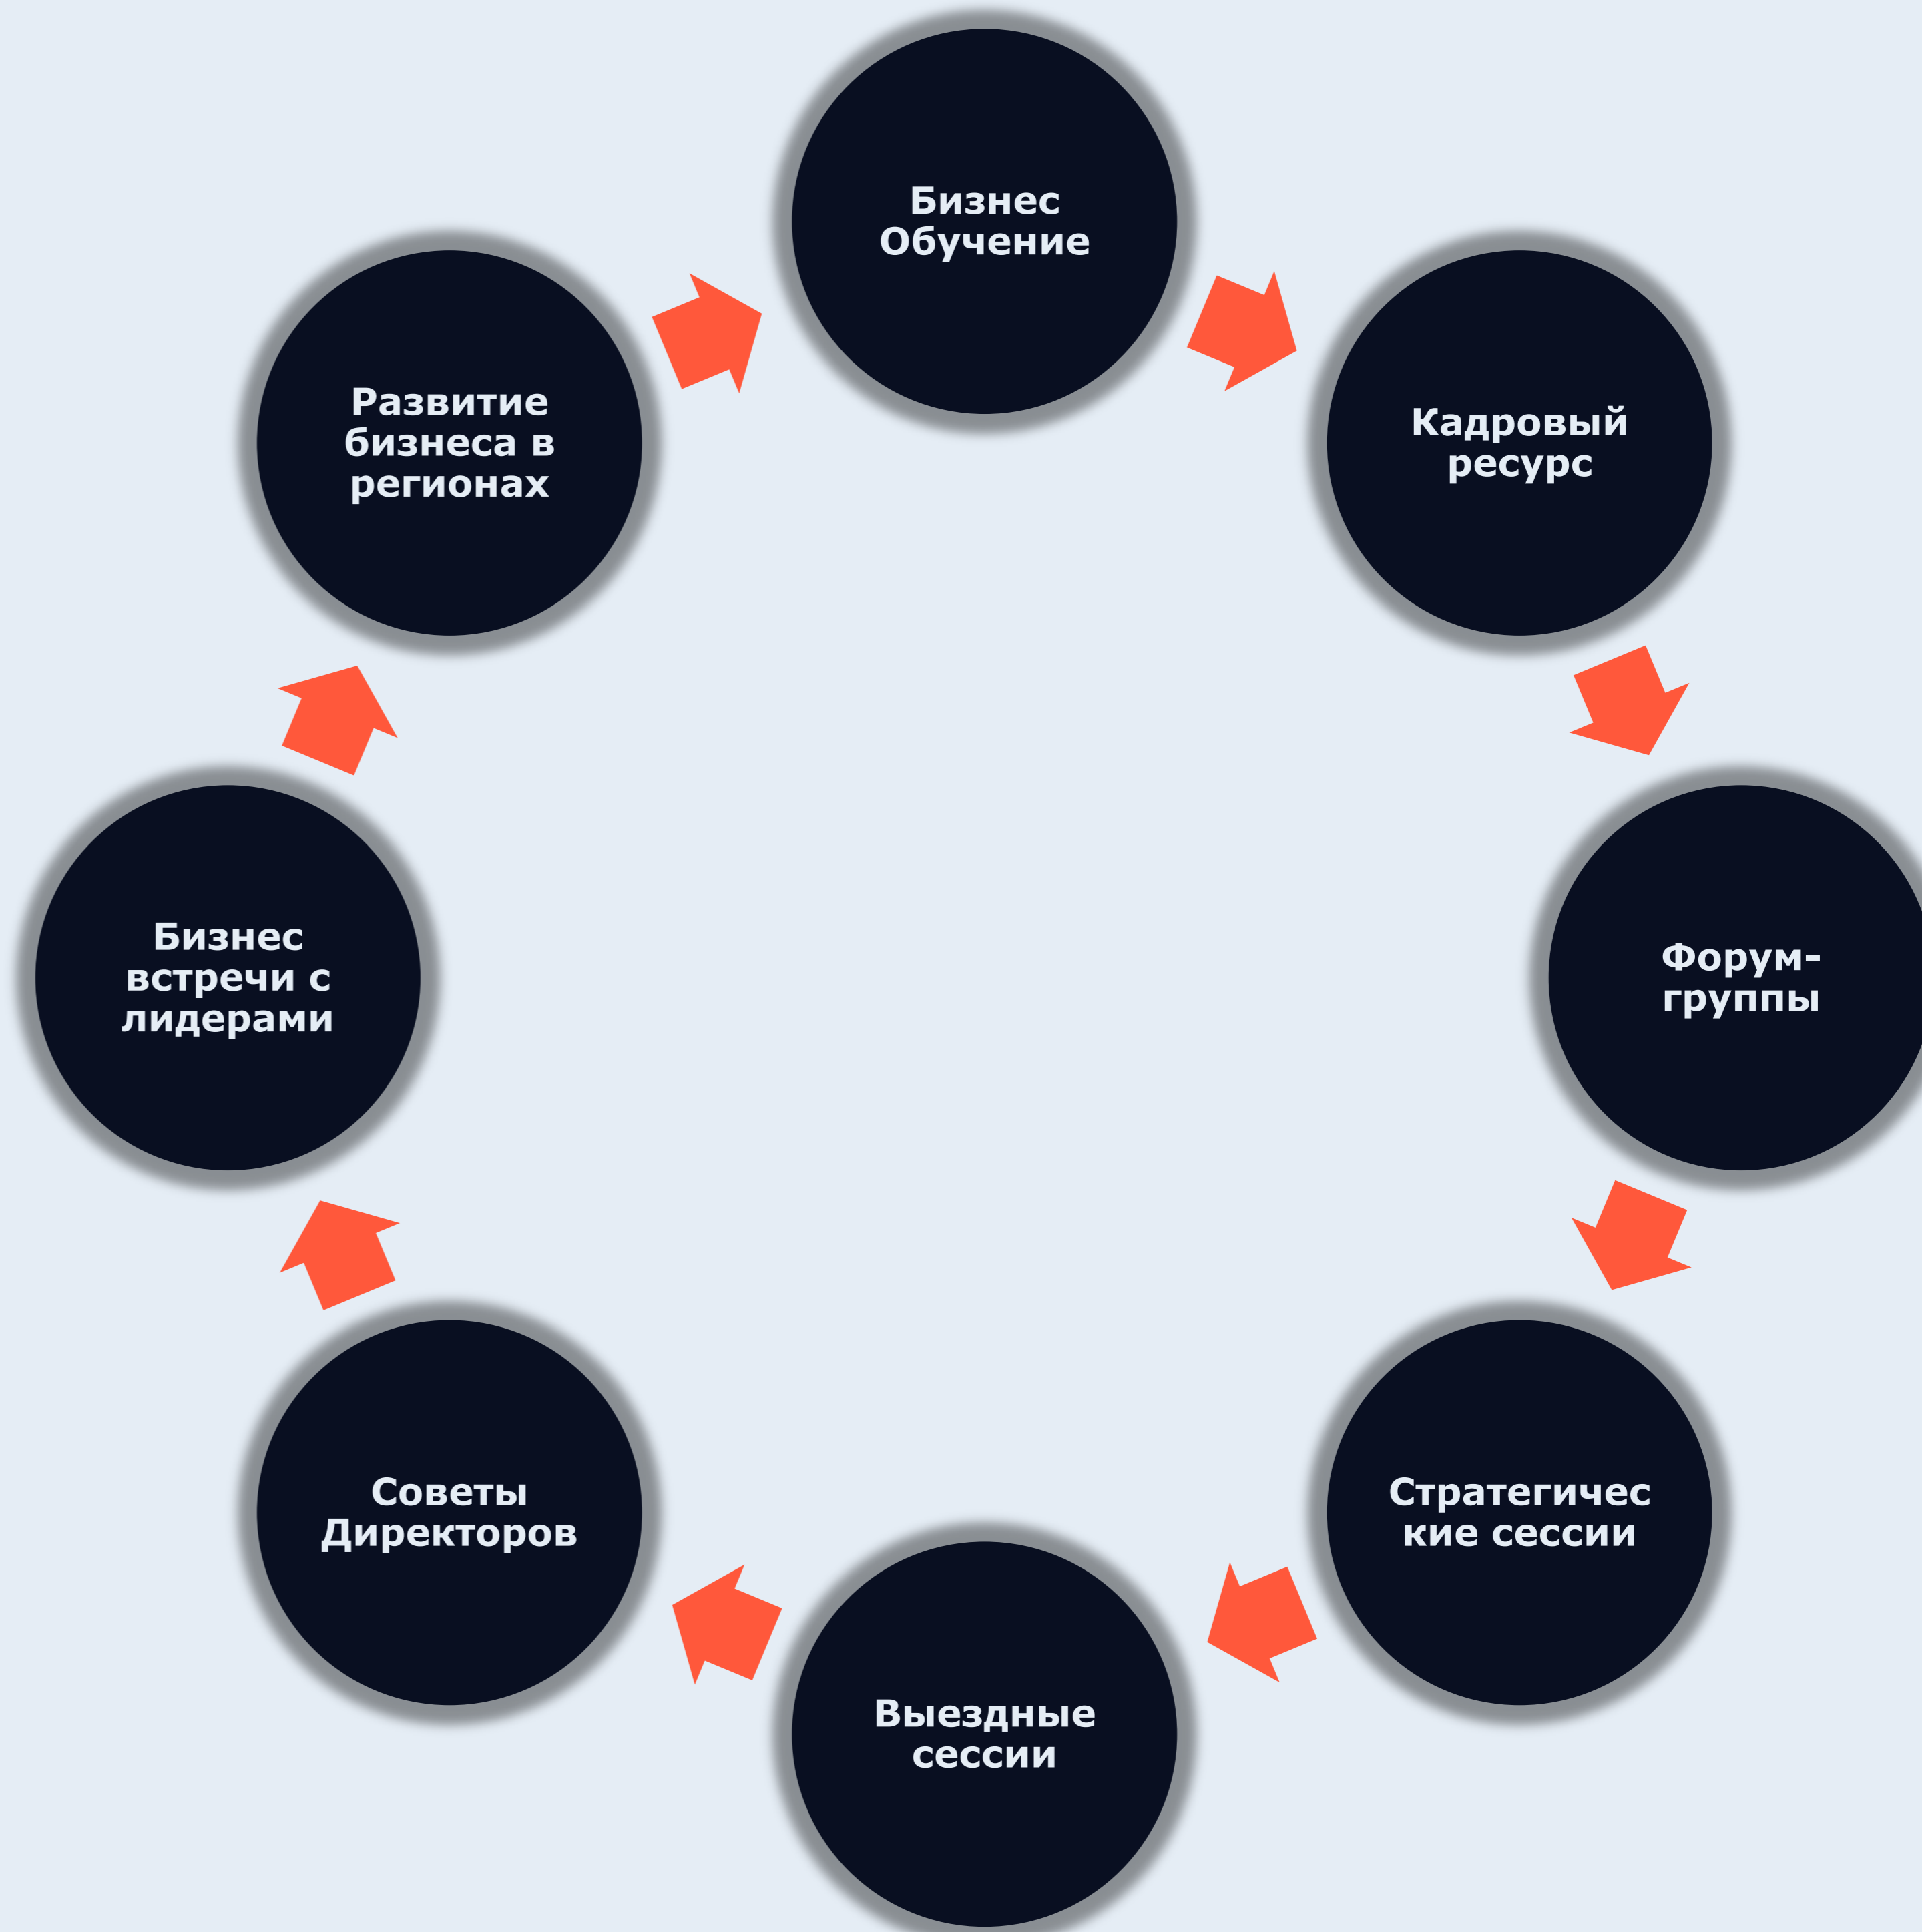 Бизнес
Обучение
Кадровый
ресурс
Форум-
группы
Стратегичес
кие сессии
Выездные
сессии
Советы
Директоров
Бизнес
встречи с
лидерами
Развитие
бизнеса в
регионах